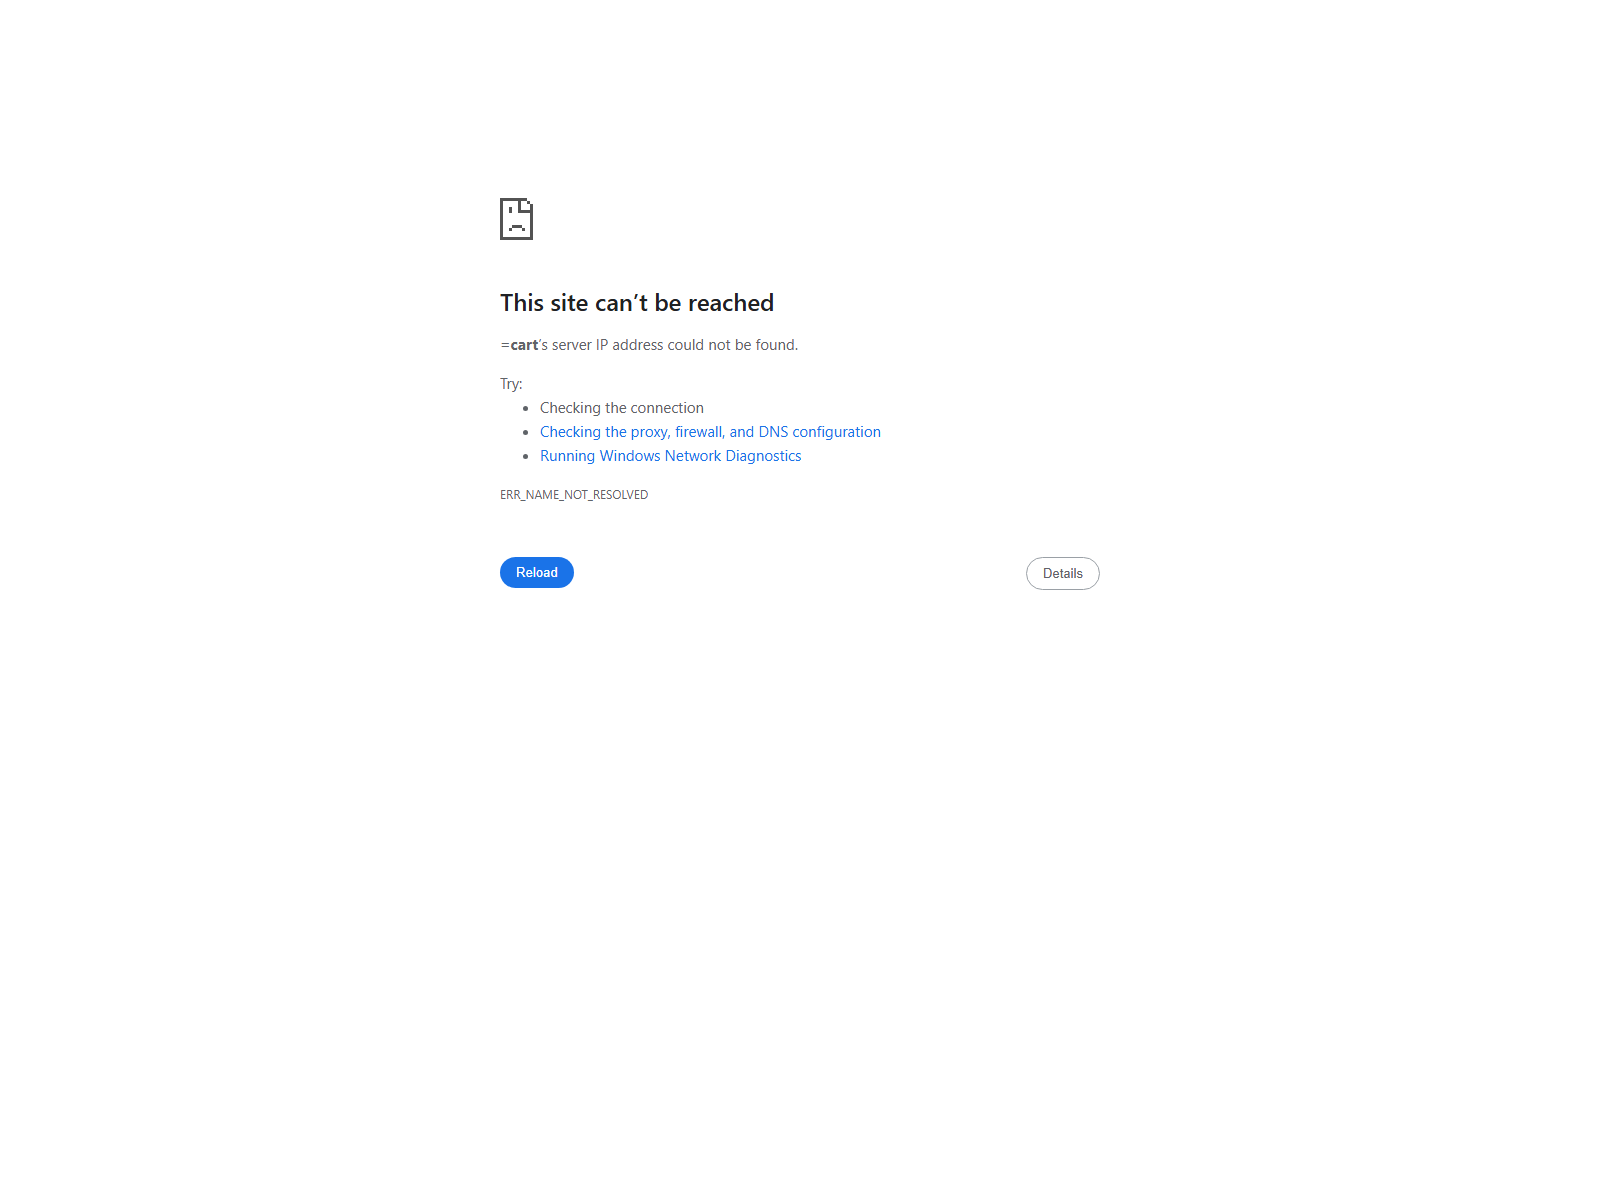 This site can’t be reached
=cart’s server IP address could not be found.
Try:
Checking the connection
Checking the proxy, firewall, and DNS configuration
Running Windows Network Diagnostics
ERR_NAME_NOT_RESOLVED
Reload
Details